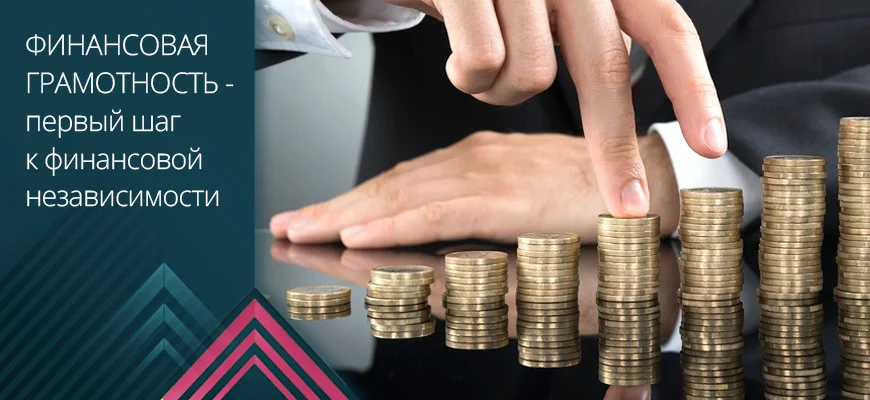 ФИНАНСОВАЯ
ГРАМОТНОСТЬ -
первый шаг
к финансовой
независимости